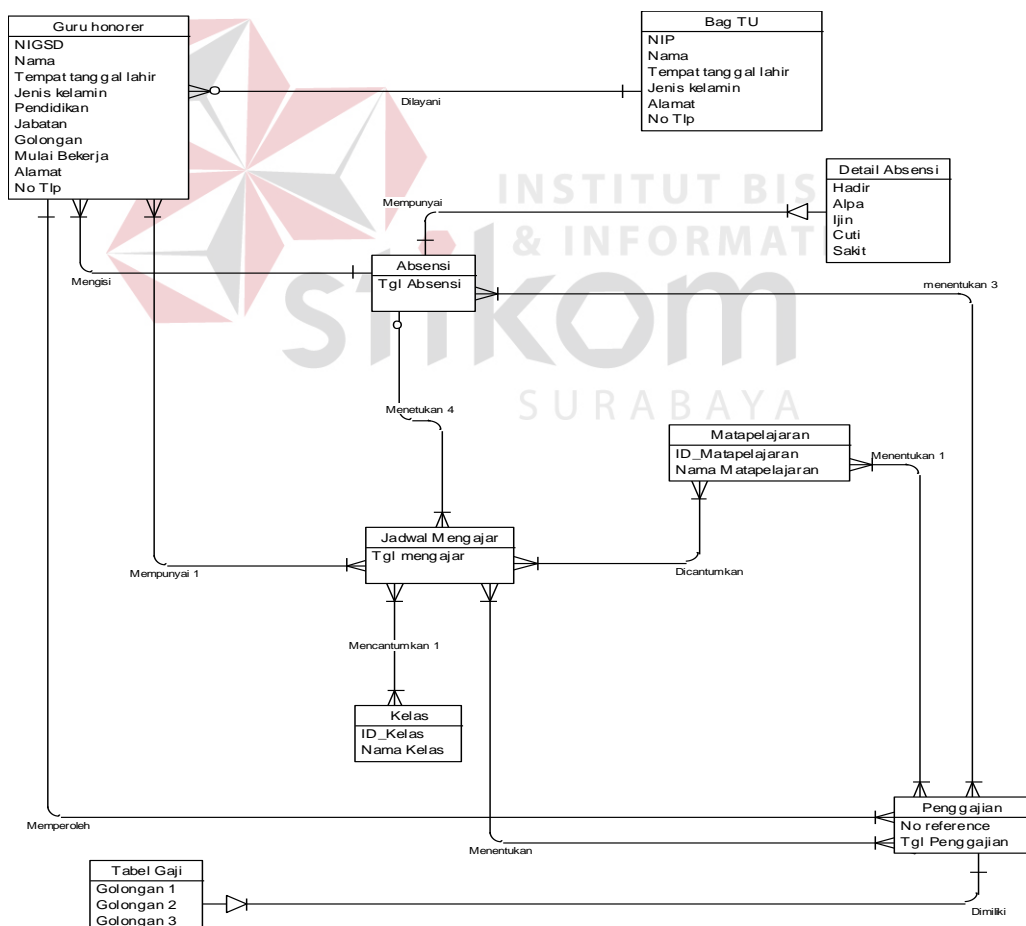 Guru honorer
NIGSD
Nama
Tempat tanggal lahir
Jenis kelamin
Pendidikan
Jabatan
Golongan
Mulai Bekerja
Alamat
No Tlp
Bag TU
NIP
Nama
Tempat tanggal lahir
Jenis kelamin
Alamat
No Tlp
Dilayani
Detail Absensi
Hadir
Alpa
Ijin
Cuti
Sakit
Mempunyai
INSTITUT BIS
& INFORMATI
stikom
SURABAYA
Absensi
Tgl Absensi
Mengisi
menentukan 3
Menetukan 4
Matapelajaran
ID_Matapelajaran
Nama Matapelajaran
Menentukan 1
Jadwal Mengajar
Tgl mengajar
Mempunyai 1
Dicantumkan
Mencantumkan 1
Kelas
ID_Kelas
Nama Kelas
Penggajian
No reference
Tgl Penggajian
Memperoleh
Menentukan
Tabel Gaji
Golongan 1
Golongan 2
Golongan 3
Dimiliki